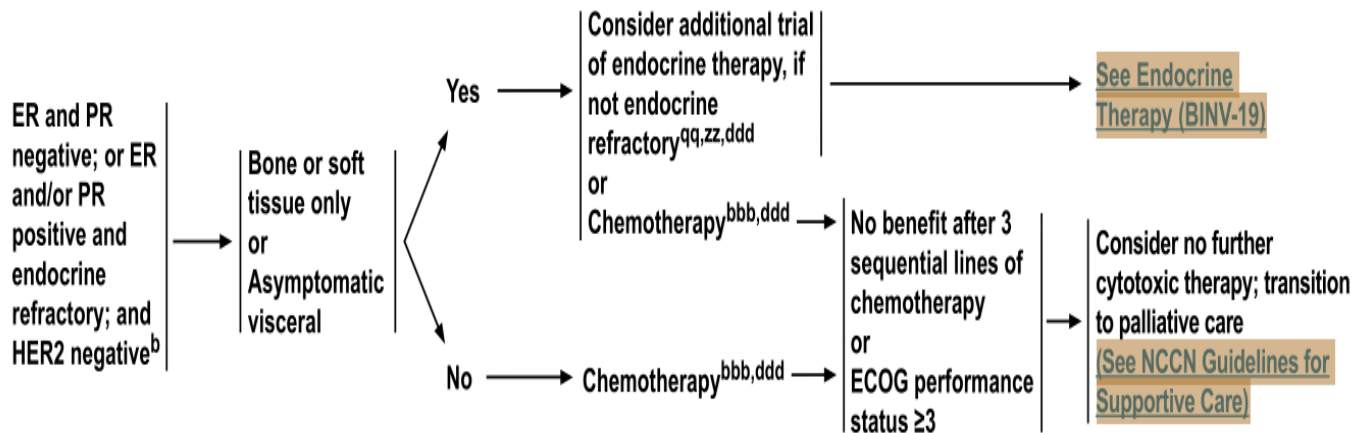 ER and PR
negative; or ER
and/or PR
positive and
endocrine
refractory; and
HER2 negativeb
Bone or soft
tissue only
or
Asymptomatic
visceral
Yes
Consider additional trial
of endocrine therapy, if
not endocrine
refractoryqq,zz,ddd
or
Chemotherapybbb,ddd
See Endocrine
Therapy (BINV-19)
No
Chemotherapybbb,ddd
No benefit after 3
sequential lines of
chemotherapy
or
ECOG performance
status ≥3
Consider no further
cytotoxic therapy; transition
to palliative care
(See NCCN Guidelines for
Supportive Care)